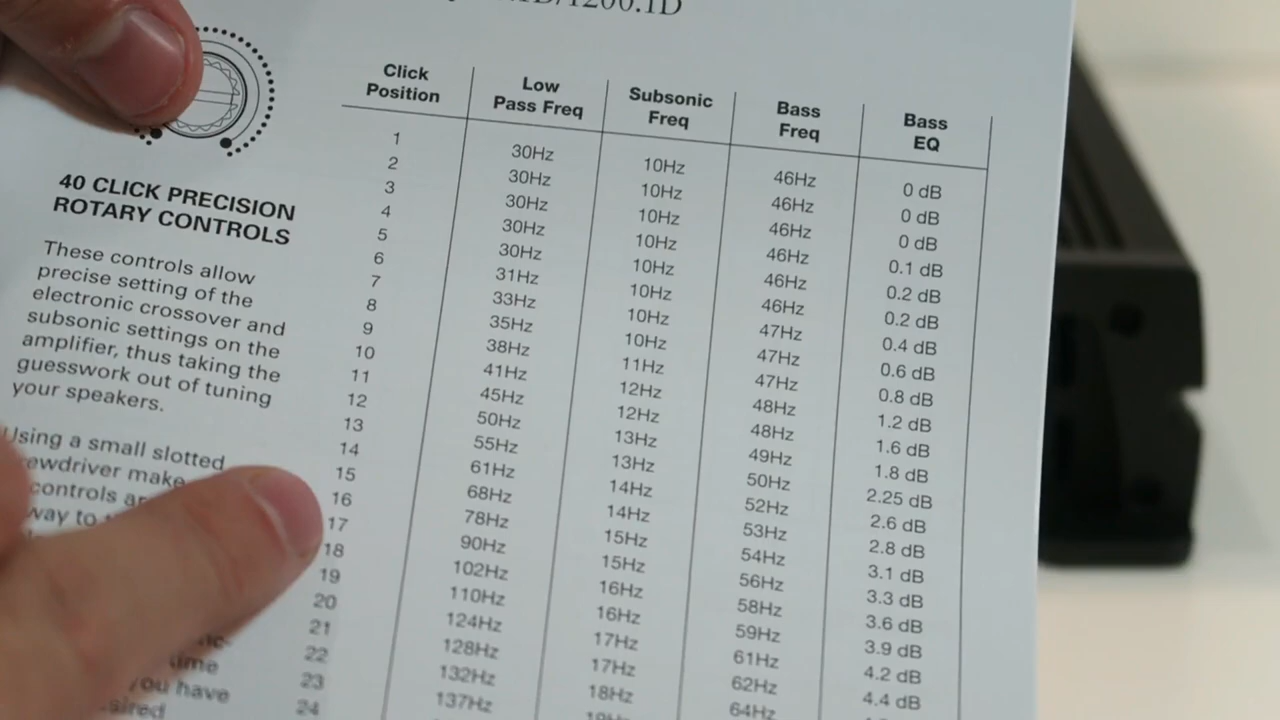 1200.1D
40 CLICK PRECISION
ROTARY CONTROLS
These controls allow
precise setting of the
electronic crossover and
subsonic settings on the
amplifier, thus taking the
guesswork out of tuning
your speakers.
Using a small slotted
make
controls
way to
you have
Click Position Low Pass Freq Subsonic Freq Bass Freq Bass EQ
1 30Hz 10Hz 46Hz 0 dB
2 30Hz 10Hz 46Hz 0 dB
3 30Hz 10Hz 46Hz 0 dB
4 30Hz 10Hz 46Hz 0.1 dB
5 30Hz 10Hz 46Hz 0.2 dB
6 31Hz 10Hz 46Hz 0.2 dB
7 33Hz 10Hz 47Hz 0.4 dB
8 35Hz 10Hz 47Hz 0.6 dB
9 38Hz 11Hz 47Hz 0.8 dB
10 41Hz 12Hz 48Hz 1.2 dB
11 45Hz 12Hz 48Hz 1.6 dB
12 50Hz 13Hz 49Hz 1.8 dB
13 55Hz 13Hz 50Hz 2.25 dB
14 61Hz 14Hz 52Hz 2.6 dB
15 68Hz 14Hz 53Hz 2.8 dB
16 78Hz 15Hz 54Hz 3.1 dB
17 90Hz 15Hz 56Hz 3.3 dB
18 102Hz 16Hz 58Hz 3.6 dB
19 110Hz 16Hz 59Hz 3.9 dB
20 124Hz 17Hz 61Hz 4.2 dB
21 128Hz 17Hz 62Hz 4.4 dB
22 132Hz 18Hz 64Hz
23 137Hz
24